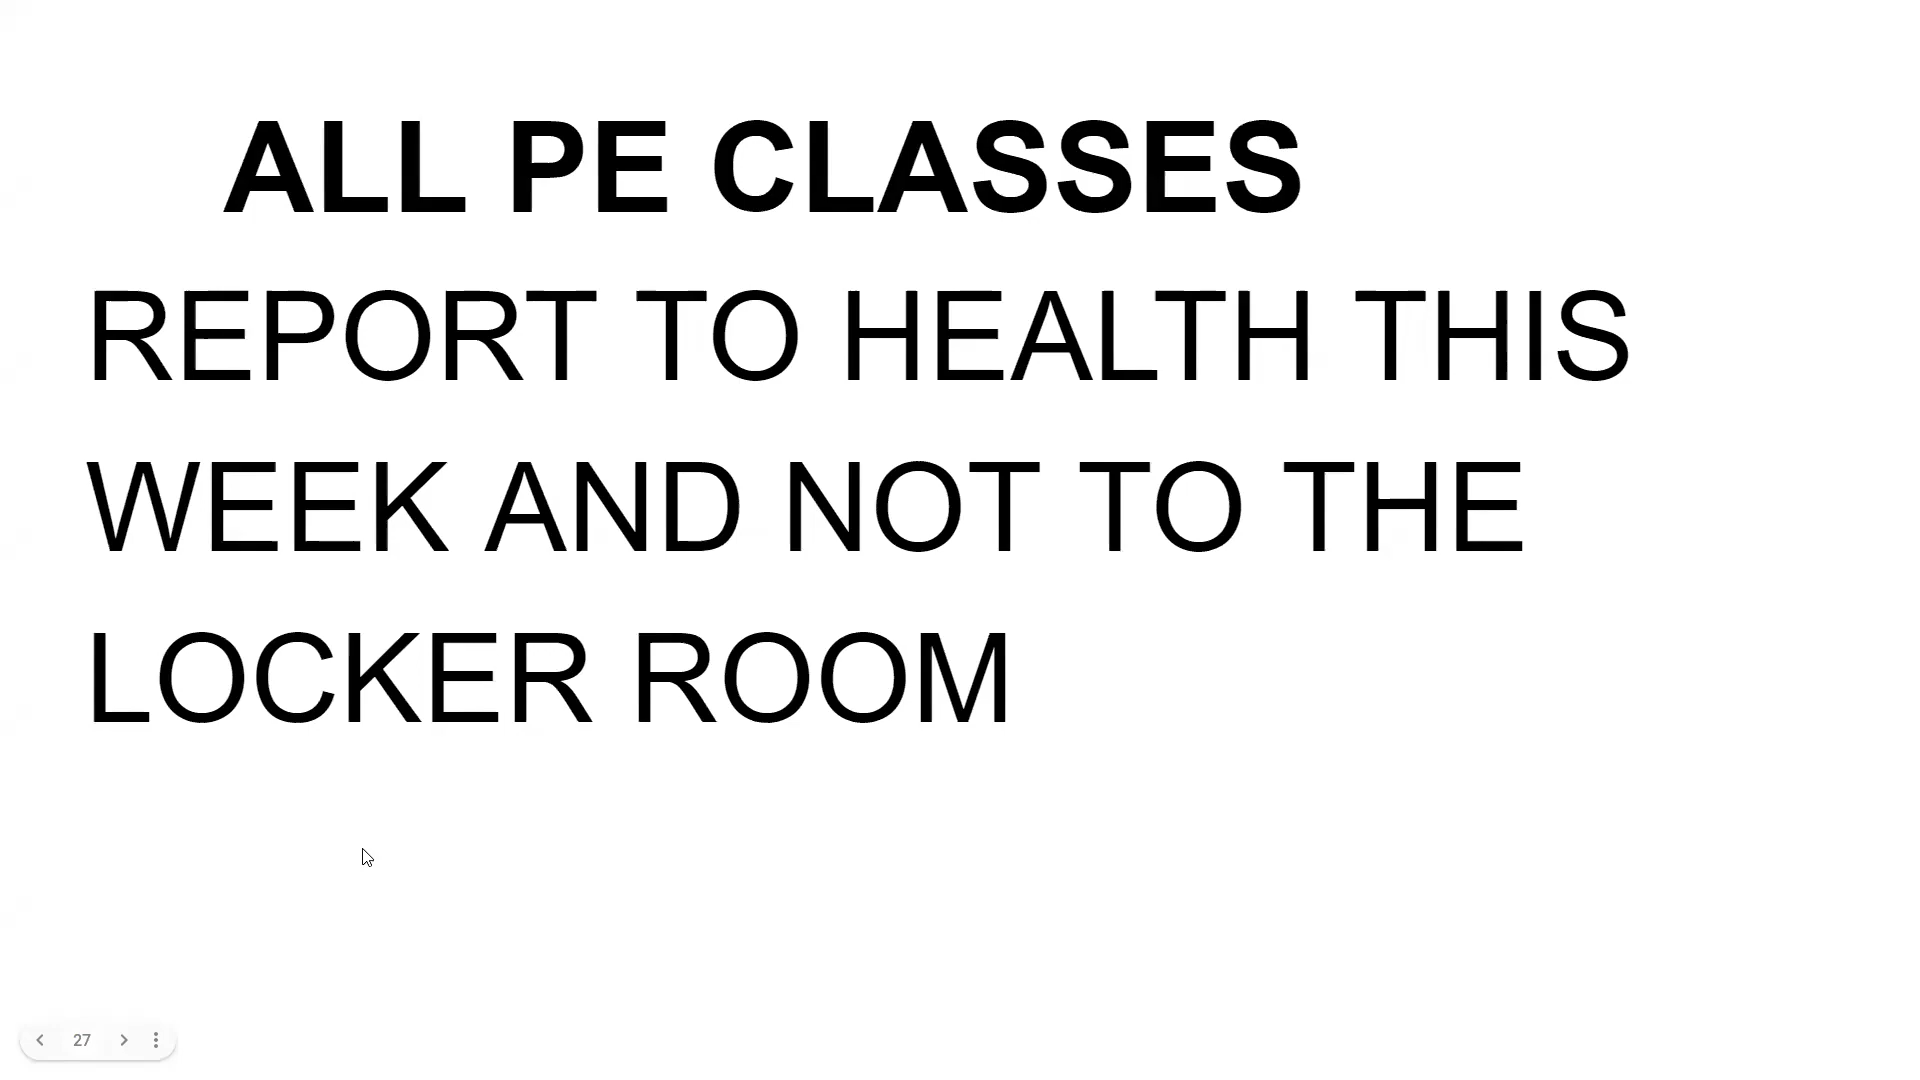 ALL PE CLASSES
REPORT TO HEALTH THIS
WEEK AND NOT TO THE
LOCKER ROOM
27